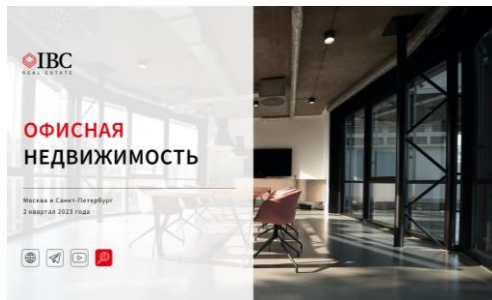 IBC
REAL ESTATE
ОФИСНАЯ
НЕДВИЖИМОСТЬ
Москва и Санкт-Петербург
2 квартал 2023 года